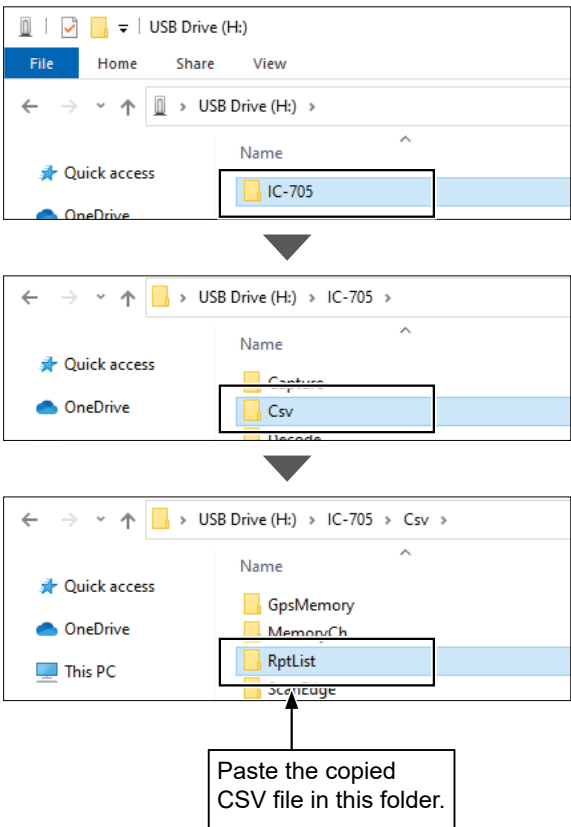 USB Drive (H:)
File Home Share View
USB Drive (H:)
Name
Quick access
IC-705
OneDrive
USB Drive (H:) IC-705
Name
Quick access
Capture
OneDrive
Csv
Decode
USB Drive (H:) IC-705 Csv
Name
Quick access
GpsMemory
OneDrive
MemoryCh
RptList
This PC
ScanEdge
Paste the copied
CSV file in this folder.